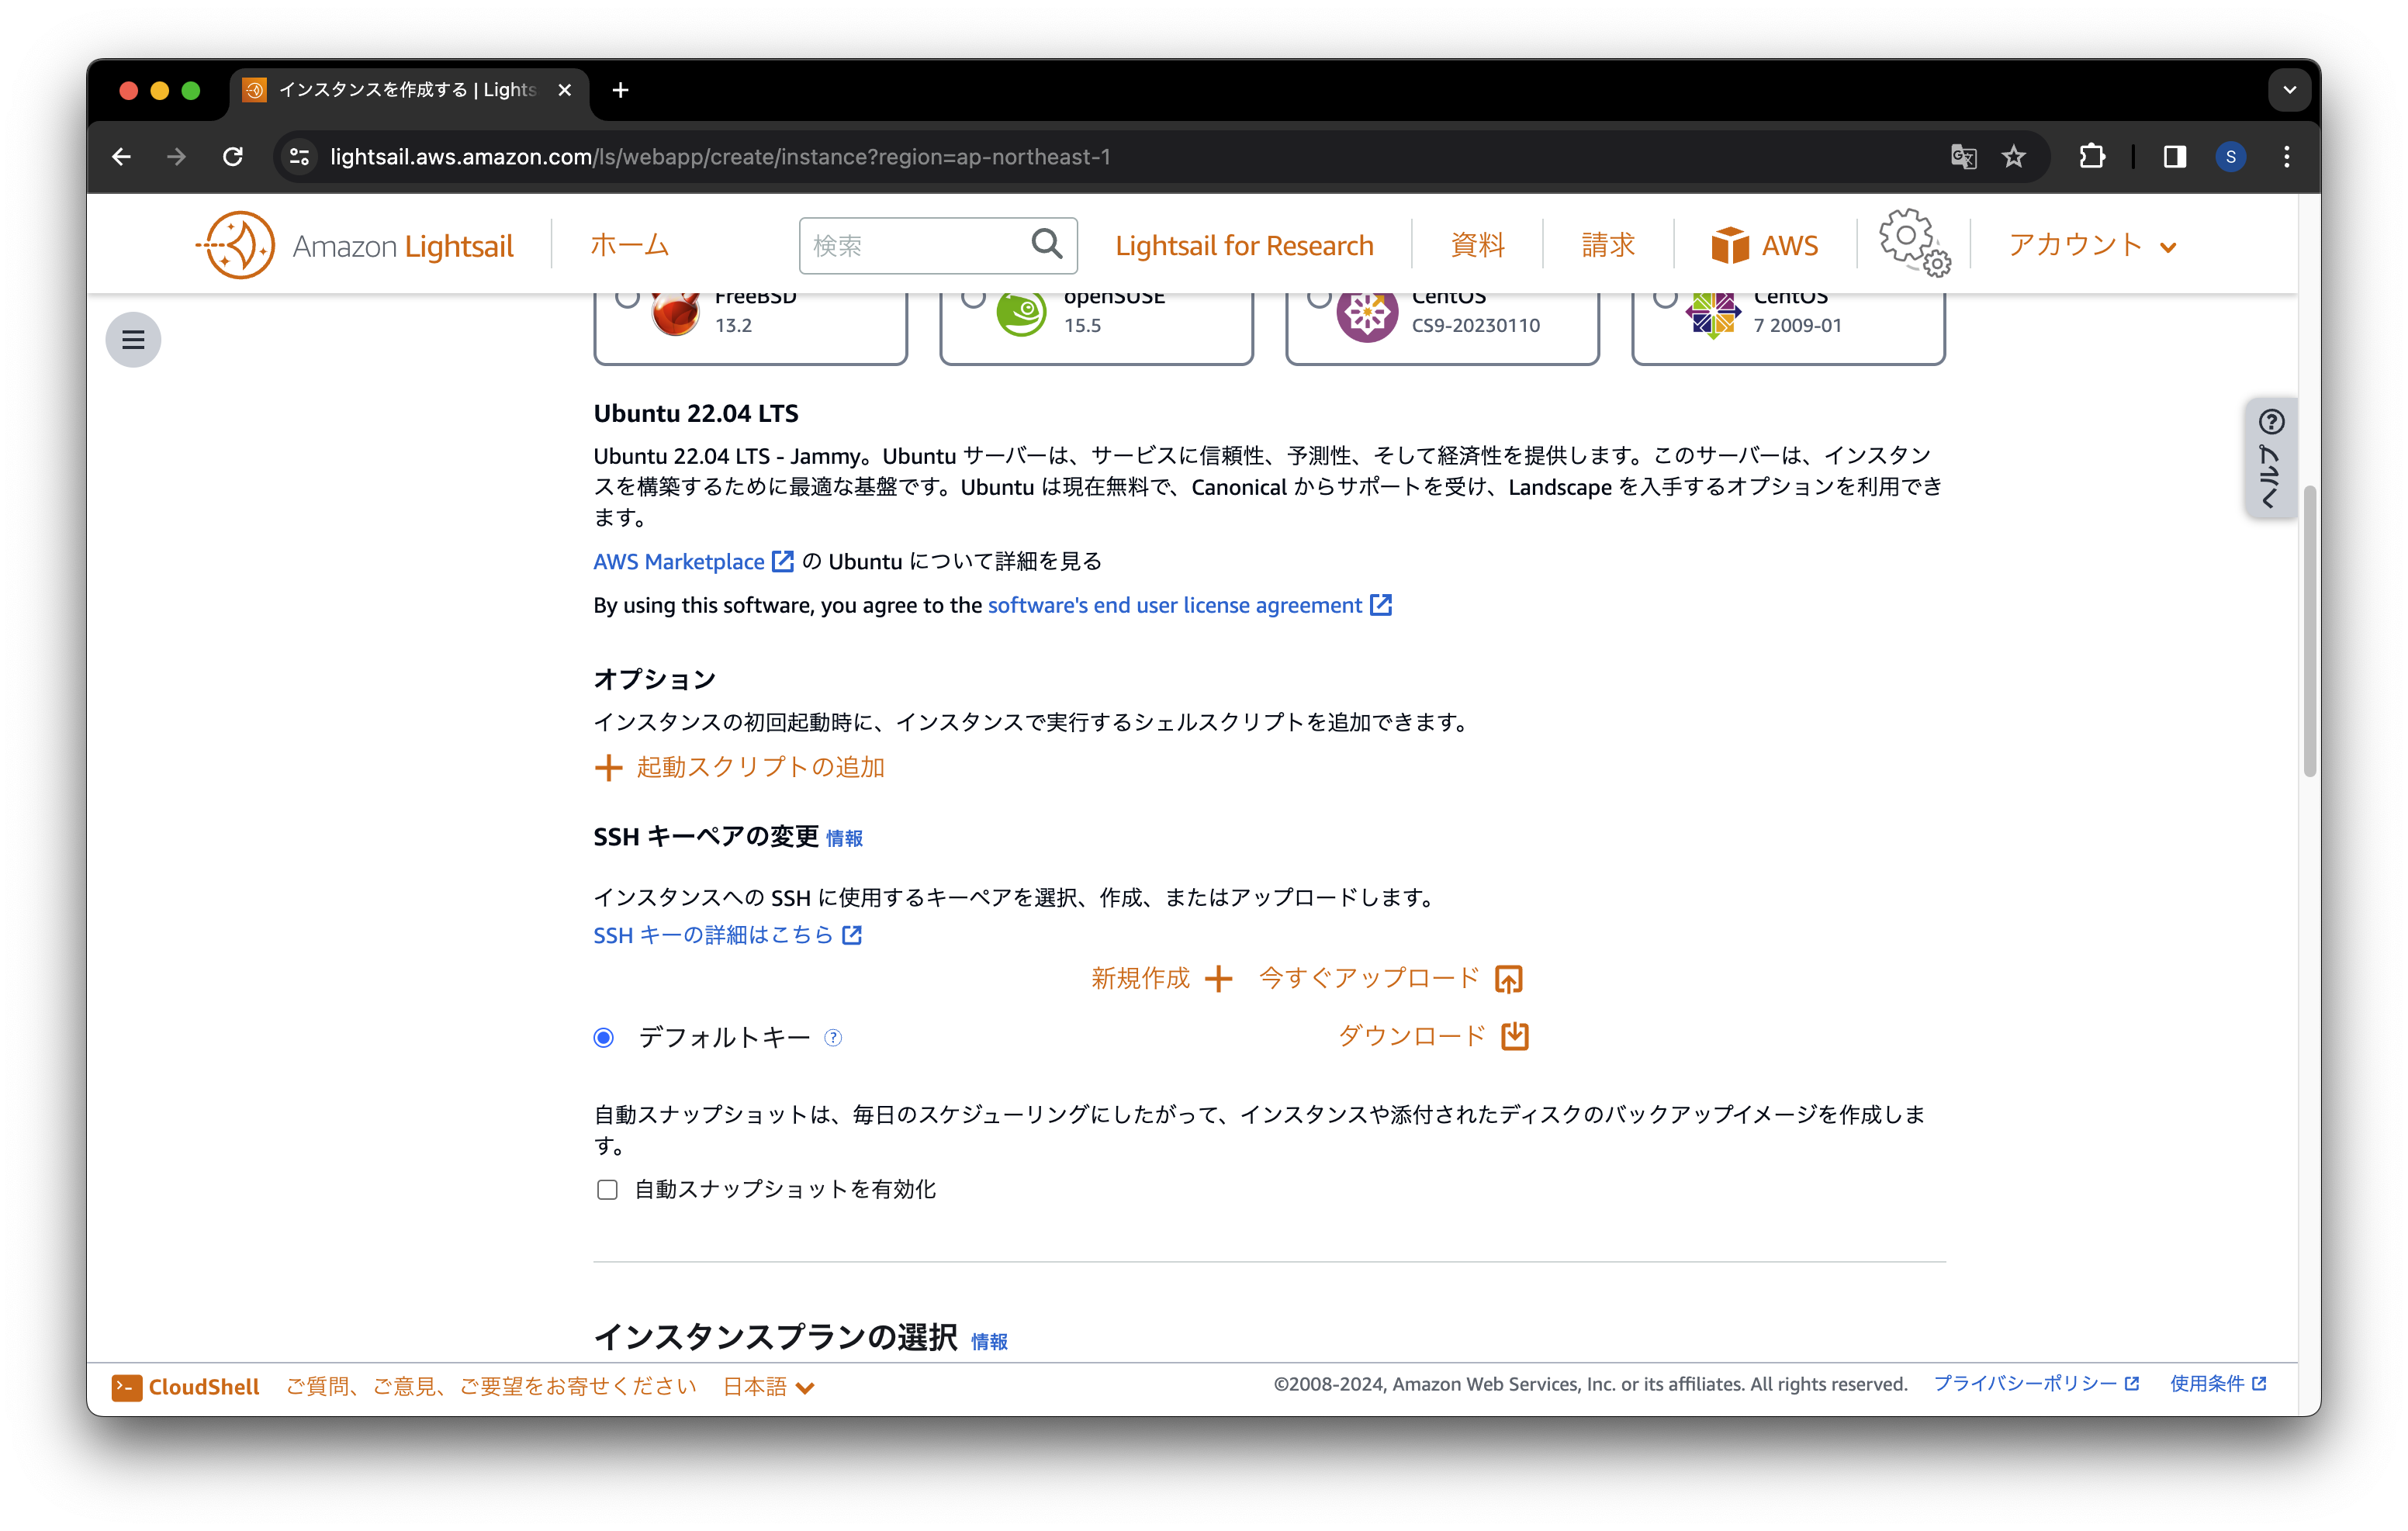 インスタンスを作成する | Lights
lightsail.aws.amazon.com/ls/webapp/create/instance?region=ap-northeast-1
S
Amazon Lightsail
ホーム
検索
Lightsail for Research
資料
請求
AWS
アカウント
FreeBSD
13.2
openSUSE
15.5
CentOS
CS9-20230110
CentOS
7 2009-01
ヘルプ
Ubuntu 22.04 LTS
Ubuntu 22.04 LTS - Jammy。Ubuntu サーバーは、サービスに信頼性、予測性、そして経済性を提供します。このサーバーは、インスタン
スを構築するために最適な基盤です。Ubuntu は現在無料で、Canonical からサポートを受け、Landscape を入手するオプションを利用でき
ます。
AWS Marketplace の Ubuntu について詳細を見る
By using this software, you agree to the software's end user license agreement
オプション
インスタンスの初回起動時に、インスタンスで実行するシェルスクリプトを追加できます。
起動スクリプトの追加
SSH キーペアの変更 情報
インスタンスへの SSH に使用するキーペアを選択、作成、またはアップロードします。
SSH キーの詳細はこちら
新規作成 今すぐアップロード
デフォルトキー ?
ダウンロード
自動スナップショットは、毎日のスケジューリングにしたがって、インスタンスや添付されたディスクのバックアップイメージを作成しま
す。
自動スナップショットを有効化
インスタンスプランの選択 情報
CloudShell
ご質問、ご意見、ご要望をお寄せください
日本語
©2008-2024, Amazon Web Services, Inc. or its affiliates. All rights reserved.
プライバシーポリシー
使用条件